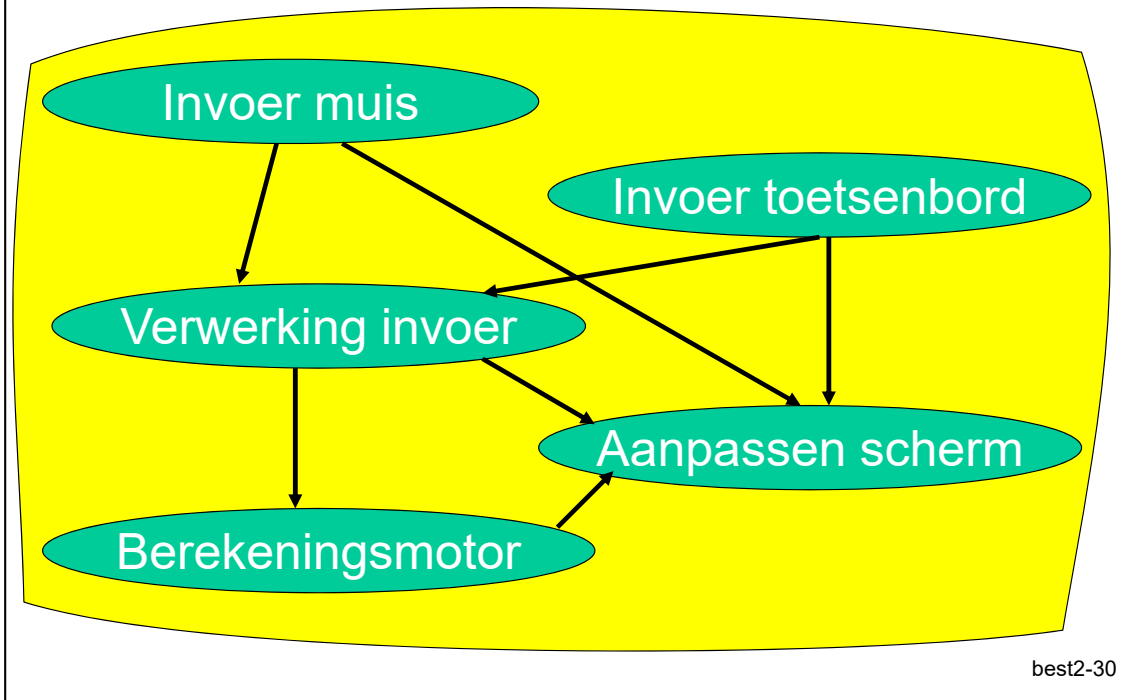 Invoer muis
Invoer toetsenbord
Verwerking invoer
Aanpassen scherm
Berekeningsmotor
best2-30